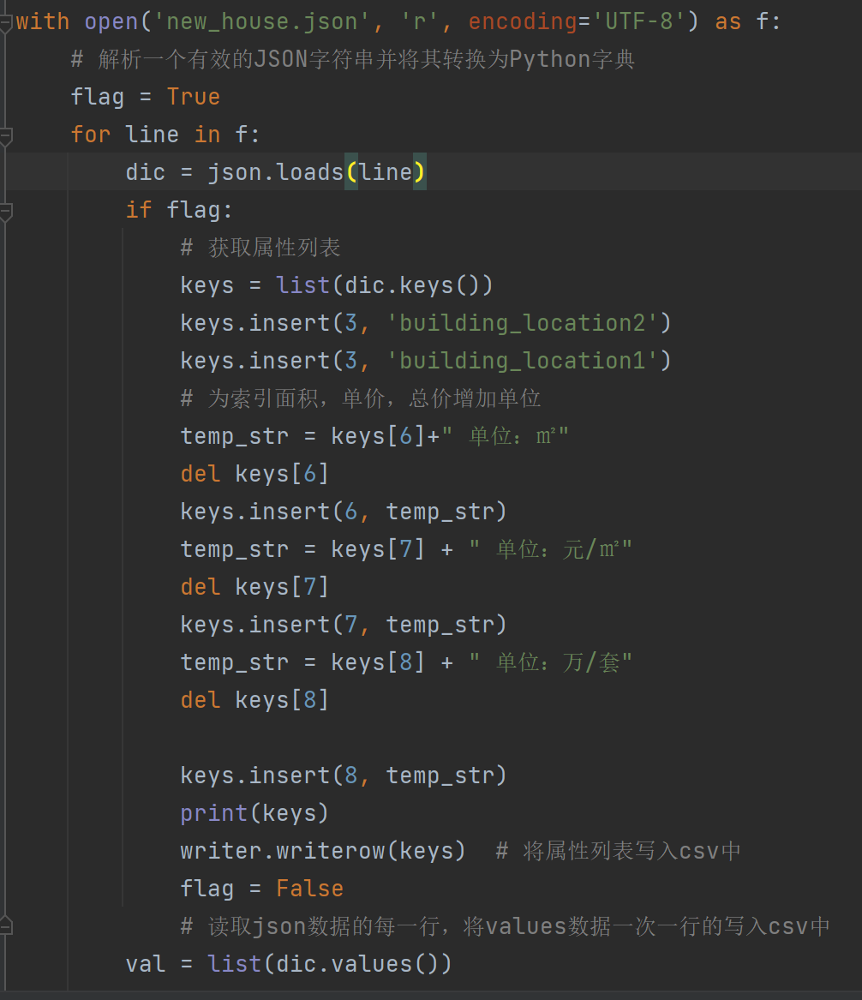 with open('new_house.json', 'r', encoding='UTF-8') as f:
    # 解析一个有效的JSON字符串并将其转换为Python字典
    flag = True
    for line in f:
        dic = json.loads(line)
        if flag:
            # 获取属性列表
            keys = list(dic.keys())
            keys.insert(3, 'building_location2')
            keys.insert(3, 'building_location1')
            # 为索引面积，单价，总价增加单位
            temp_str = keys[6]+" 单位：㎡"
            del keys[6]
            keys.insert(6, temp_str)
            temp_str = keys[7] + " 单位：元/㎡"
            del keys[7]
            keys.insert(7, temp_str)
            temp_str = keys[8] + " 单位：万/套"
            del keys[8]
            keys.insert(8, temp_str)
            print(keys)
            writer.writerow(keys)  # 将属性列表写入csv中
            flag = False
            # 读取json数据的每一行，将values数据一次一行的写入csv中
        val = list(dic.values())